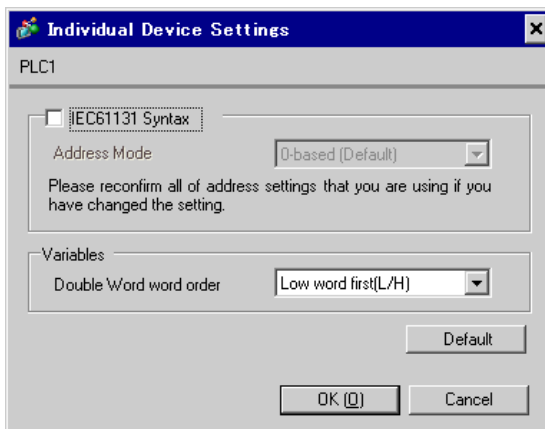 Individual Device Settings
PLC1
IEC61131 Syntax
Address Mode 0-based (Default)
Please reconfirm all of address settings that you are using if you
have changed the setting.
Variables
Double Word word order Low word first(L/H)
Default
OK (O) Cancel